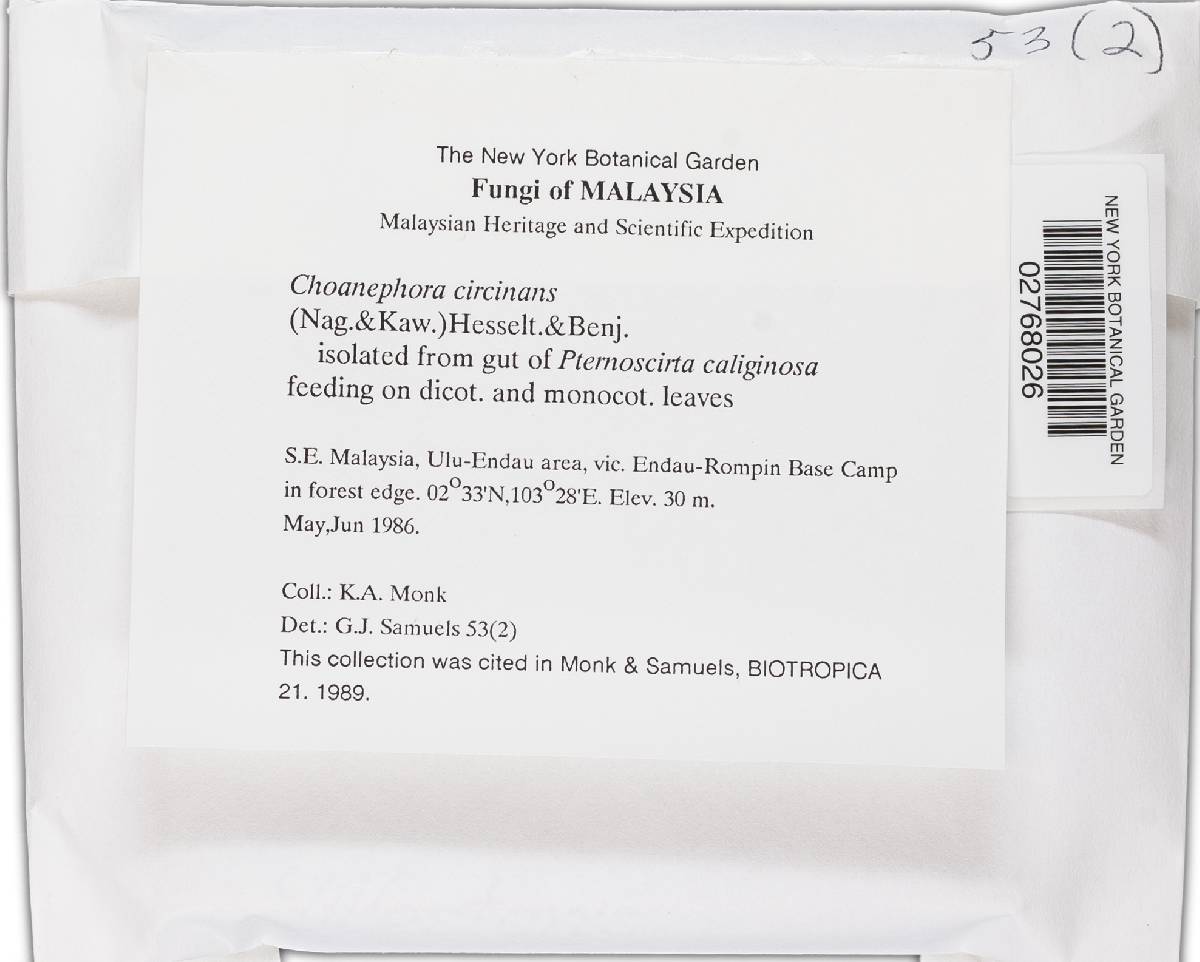 53 (2)
The New York Botanical Garden
Fungi of MALAYSIA
Malaysian Heritage and Scientific Expedition
Choanephora circinans
(Nag.&Kaw.)Hesselt.&Benj.
isolated from gut of Pternoscirta caliginosa
feeding on dicot. and monocot. leaves
S.E. Malaysia, Ulu-Endau area, vic. Endau-Rompin Base Camp
in forest edge. 02°33'N,103°28'E. Elev. 30 m.
May,Jun 1986.
Coll.: K.A. Monk
Det.: G.J. Samuels 53(2)
This collection was cited in Monk & Samuels, BIOTROPICA
21. 1989.
NEW YORK BOTANICAL GARDEN
02768026